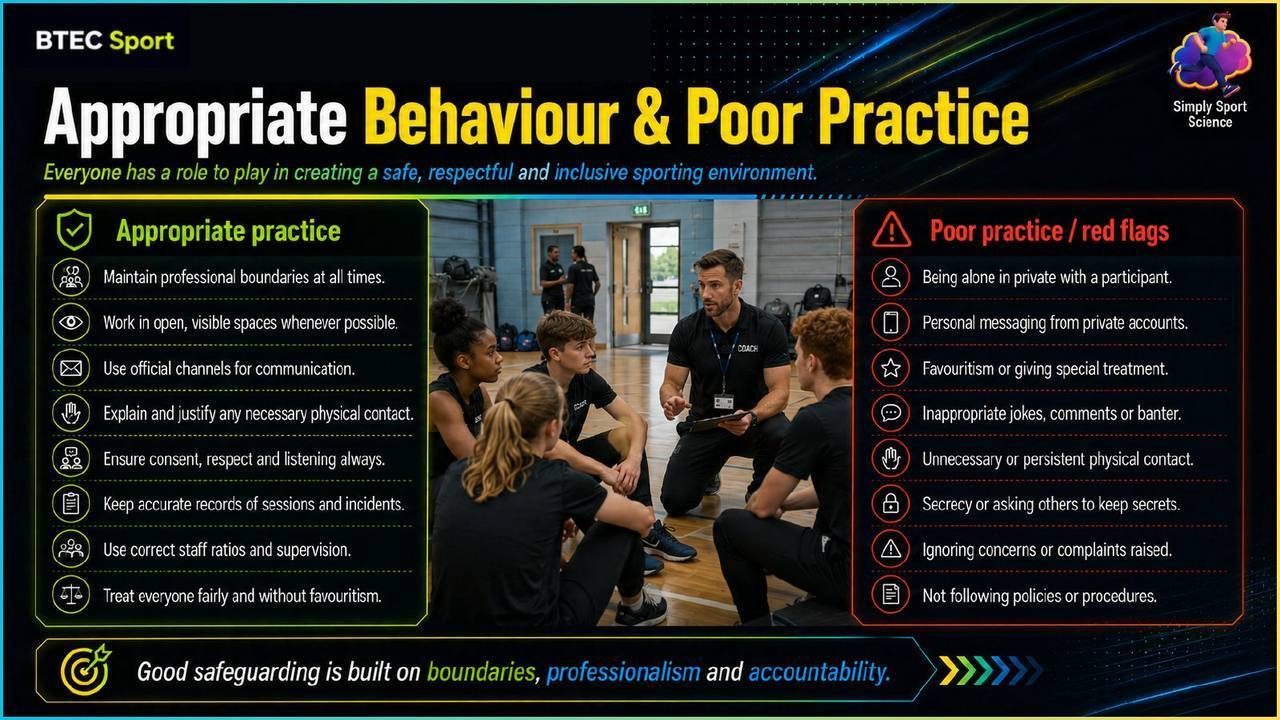 BTEC Sport
Simply Sport
Science
Appropriate Behaviour & Poor Practice
Everyone has a role to play in creating a safe, respectful and inclusive sporting environment.
Appropriate practice
Maintain professional boundaries at all times.
Work in open, visible spaces whenever possible.
Use official channels for communication.
Explain and justify any necessary physical contact.
Ensure consent, respect and listening always.
Keep accurate records of sessions and incidents.
Use correct staff ratios and supervision.
Treat everyone fairly and without favouritism.
COACH
Poor practice / red flags
Being alone in private with a participant.
Personal messaging from private accounts.
Favouritism or giving special treatment.
Inappropriate jokes, comments or banter.
Unnecessary or persistent physical contact.
Secrecy or asking others to keep secrets.
Ignoring concerns or complaints raised.
Not following policies or procedures.
Good safeguarding is built on boundaries, professionalism and accountability.